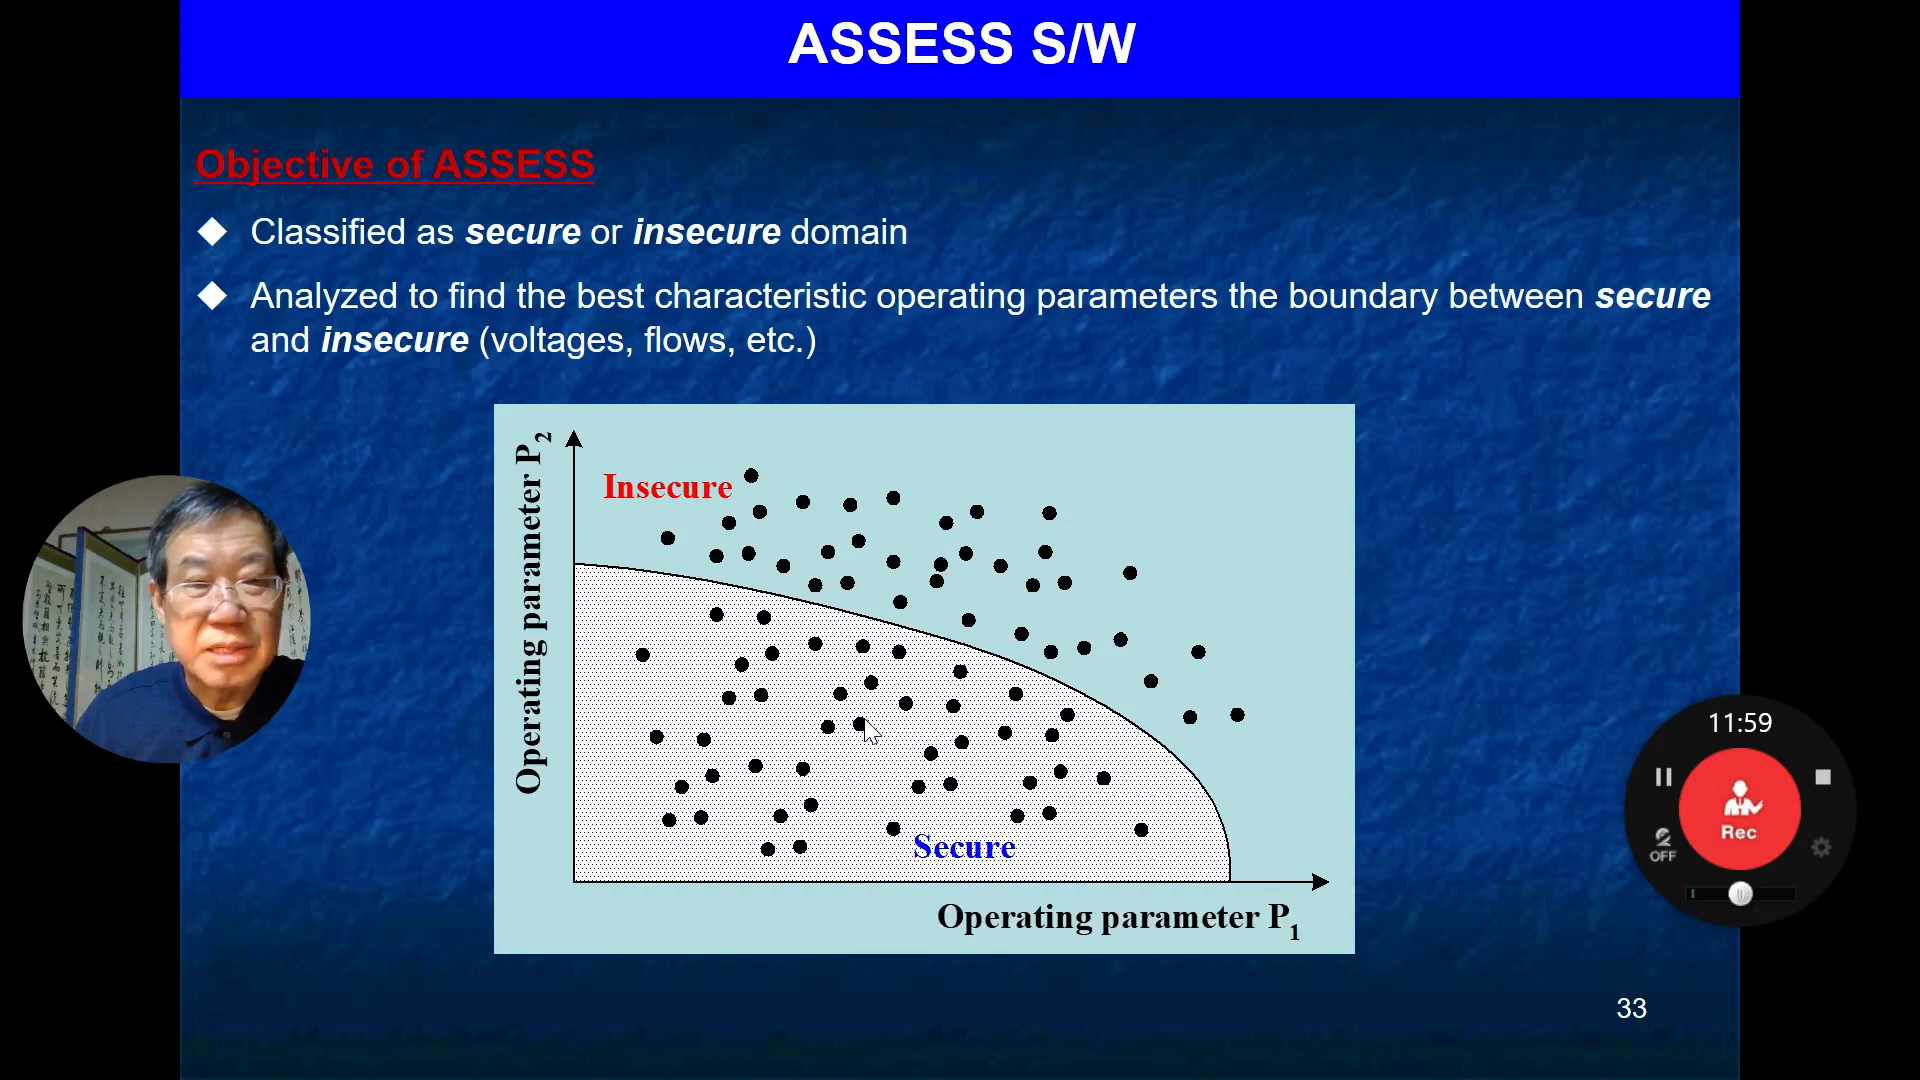 ASSESS S/W
Objective of ASSESS
Classified as secure or insecure domain
Analyzed to find the best characteristic operating parameters the boundary between secure
and insecure (voltages, flows, etc.)
Operating parameter P2
Insecure
Secure
Operating parameter P1
11:59
Rec
OFF
33